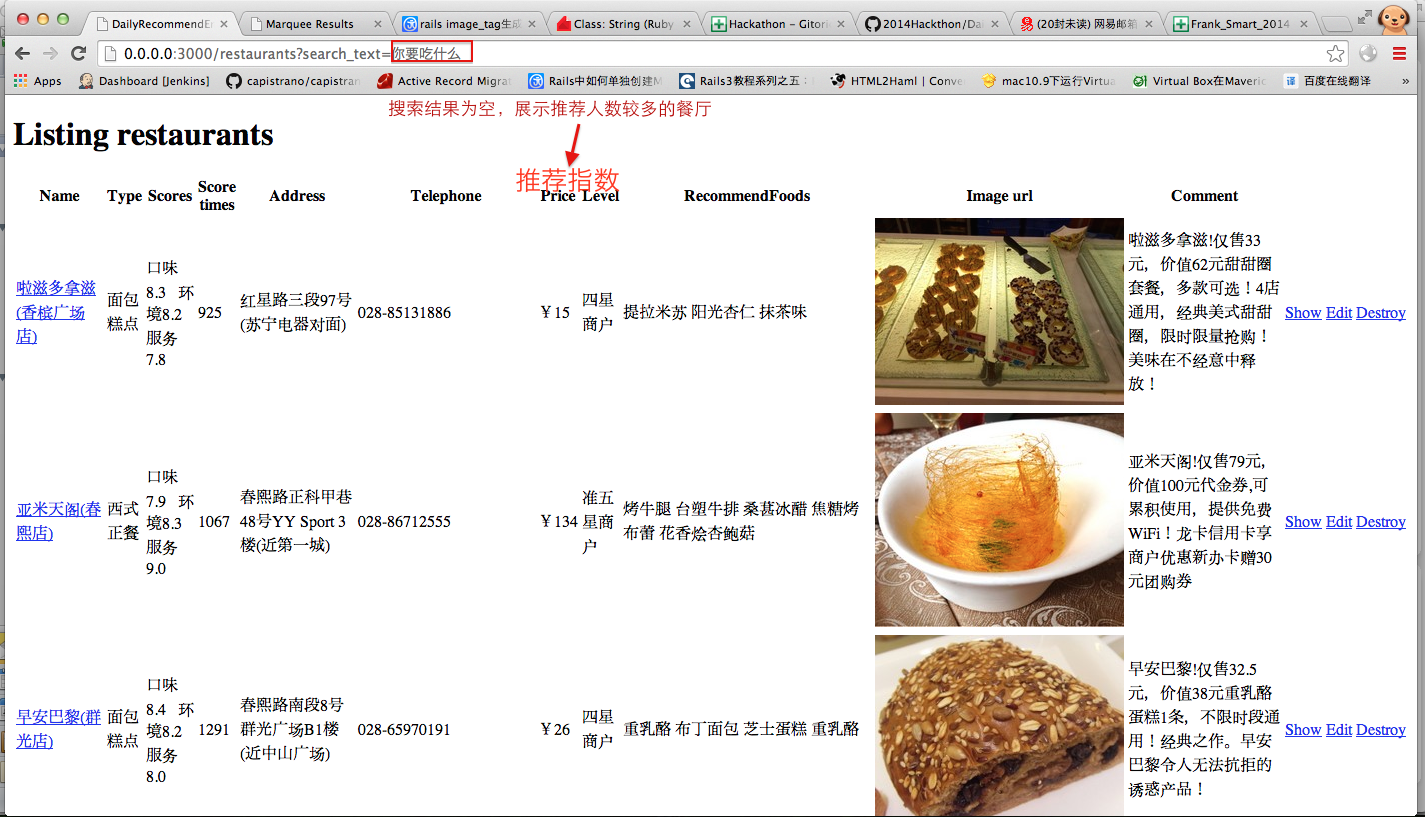 DailyRecommendEn
Marquee Results
rails image_tag生成
Class: String (Ruby
Hackathon - Gitori
2014Hackthon/Dai
(20封未读) 网易邮箱
Frank_Smart_2014
0.0.0.0:3000/restaurants?search_text=你要吃什么
Apps
Dashboard [Jenkins]
capistrano/capistran
Active Record Migrat
Rails中如何单独创建M
Rails3教程系列之五：
HTML2Haml | Conve
mac10.9下运行Virtua
Virtual Box在Maveric
百度在线翻译
»
搜索结果为空，展示推荐人数较多的餐厅
Listing restaurants
推荐指数
Name
Type
Scores
Score
times
Address
Telephone
Price
Level
RecommendFoods
Image url
Comment
啦滋多拿滋
(香槟广场
店)
面包
糕点
口味
8.3 环
境8.2
服务
7.8
925
红星路三段97号
(苏宁电器对面)
028-85131886
￥15
四星
商户
提拉米苏 阳光杏仁 抹茶味
啦滋多拿滋!仅售33
元，价值62元甜甜圈
套餐，多款可选！4店
通用，经典美式甜甜
圈，限时限量抢购！
美味在不经意中释
放！
Show Edit Destroy
亚米天阁(春
熙店)
西式
正餐
口味
7.9 环
境8.3
服务
9.0
1067
春熙路正科甲巷
48号YY Sport 3
楼(近第一城)
028-86712555
￥134
准五
星商
户
烤牛腿 台塑牛排 桑葚冰醋 焦糖烤
布蕾 花香烩杏鲍菇
亚米天阁!仅售79元,
价值100元代金券,可
累积使用，提供免费
WiFi！龙卡信用卡享
商户优惠新办卡赠30
元团购券
Show Edit Destroy
早安巴黎(群
光店)
面包
糕点
口味
8.4 环
境8.2
服务
8.0
1291
春熙路南段8号
群光广场B1楼
(近中山广场)
028-65970191
￥26
四星
商户
重乳酪 布丁面包 芝士蛋糕 重乳酪
早安巴黎!仅售32.5
元，价值38元重乳酪
蛋糕1条，不限时段通
用！经典之作。早安
巴黎令人无法抗拒的
诱惑产品！
Show Edit Destroy